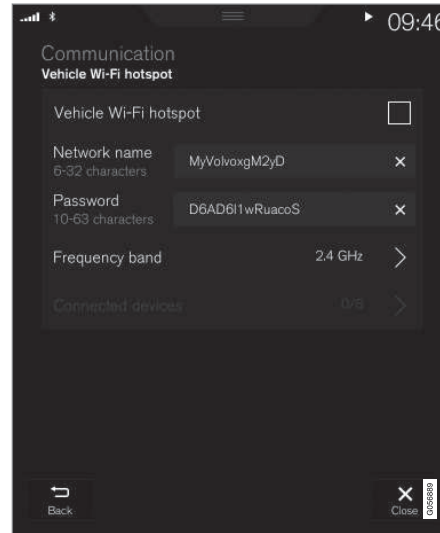 09:46
Communication
Vehicle Wi-Fi hotspot
Vehicle Wi-Fi hotspot
Network name
6-32 characters
MyVolvoxgM2yD
Password
10-63 characters
D6AD6I1wRuacoS
Frequency band
2.4 GHz
Connected devices
0/8
Back
Close
G056889